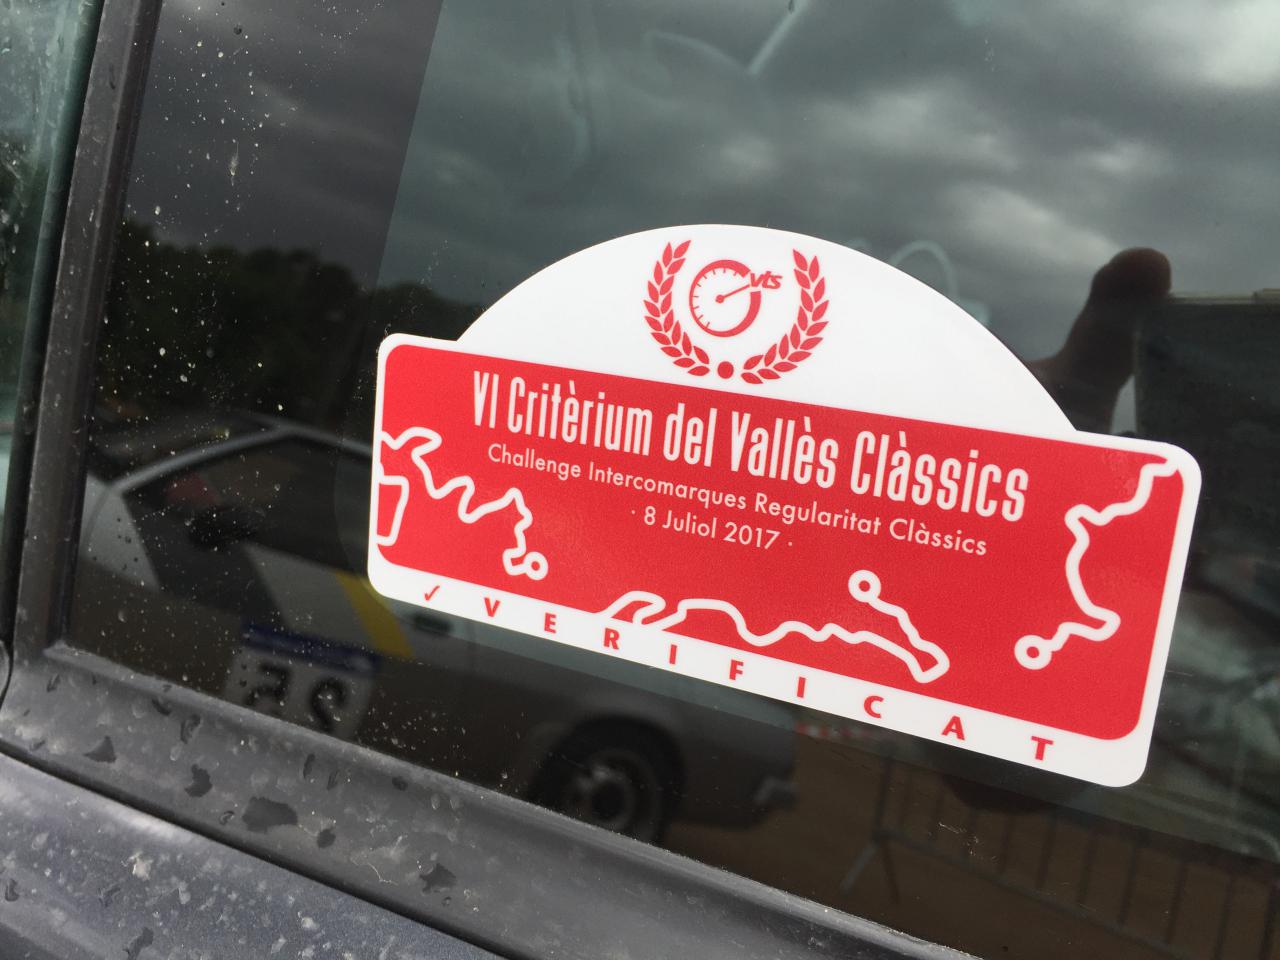 vts
VI Critèrium del Vallès Clàssics
Challenge Intercomarques Regularitat Clàssics
· 8 Juliol 2017 ·
✓ VERIFICAT